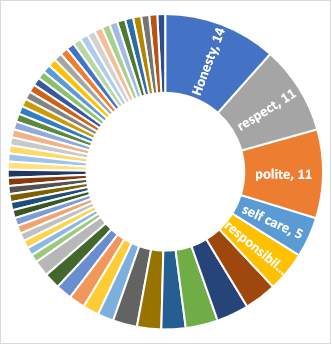 Honesty, 14
respect, 11
polite, 11
self care, 5
responsibil...